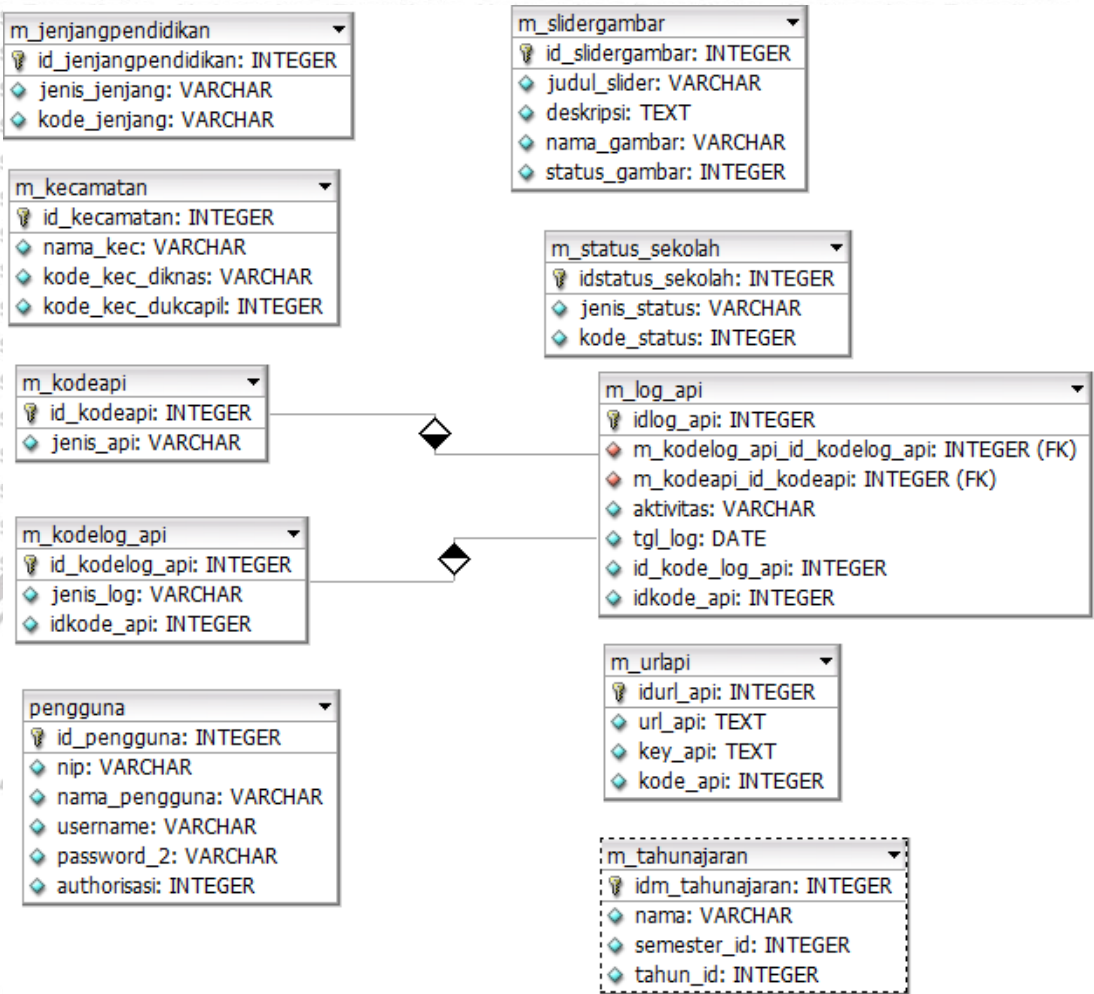 m_jenjangpendidikan
id_jenjangpendidikan: INTEGER
jenis_jenjang: VARCHAR
kode_jenjang: VARCHAR
m_slidergambar
id_slidergambar: INTEGER
judul_slider: VARCHAR
deskripsi: TEXT
nama_gambar: VARCHAR
status_gambar: INTEGER
m_kecamatan
id_kecamatan: INTEGER
nama_kec: VARCHAR
kode_kec_diknas: VARCHAR
kode_kec_dukcapil: INTEGER
m_status_sekolah
idstatus_sekolah: INTEGER
jenis_status: VARCHAR
kode_status: INTEGER
m_kodeapi
id_kodeapi: INTEGER
jenis_api: VARCHAR
m_log_api
idlog_api: INTEGER
m_kodelog_api_id_kodelog_api: INTEGER (FK)
m_kodeapi_id_kodeapi: INTEGER (FK)
aktivitas: VARCHAR
tgl_log: DATE
id_kode_log_api: INTEGER
idkode_api: INTEGER
m_kodelog_api
id_kodelog_api: INTEGER
jenis_log: VARCHAR
idkode_api: INTEGER
m_urlapi
idurl_api: INTEGER
url_api: TEXT
key_api: TEXT
kode_api: INTEGER
pengguna
id_pengguna: INTEGER
nip: VARCHAR
nama_pengguna: VARCHAR
username: VARCHAR
password_2: VARCHAR
authorisasi: INTEGER
m_tahunajaran
idm_tahunajaran: INTEGER
nama: VARCHAR
semester_id: INTEGER
tahun_id: INTEGER